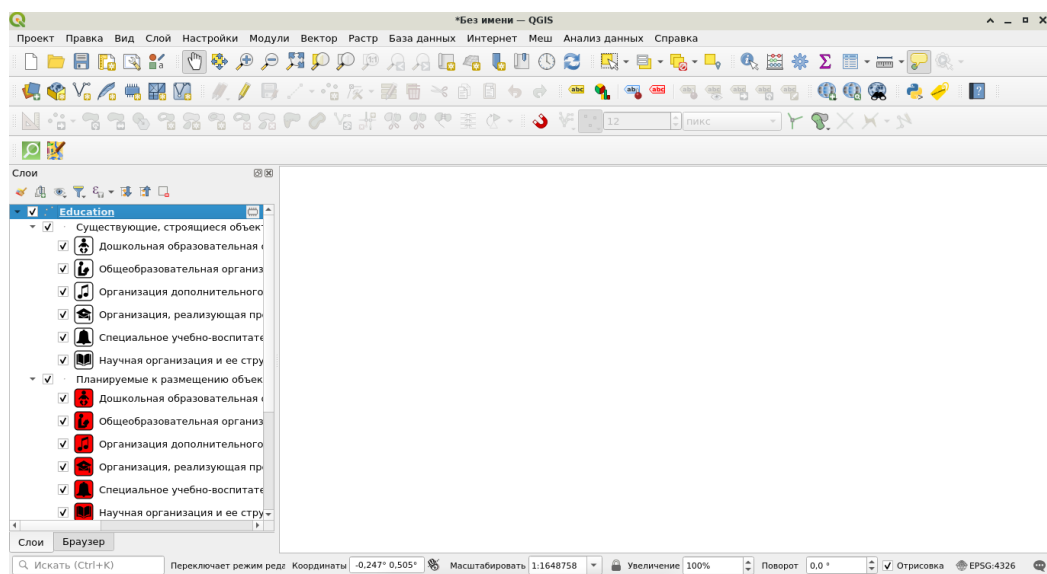 *Без имени — QGIS
Проект Правка Вид Слой Настройки Модули Вектор Растр База данных Интернет Меш Анализ данных Справка
abc abc abc
12 пикс
Слои
Education
Существующие, строящиеся объек
Дошкольная образовательная
Общеобразовательная организ
Организация дополнительного
Организация, реализующая пр
Специальное учебно-воспитате
Научная организация и ее стру
Планируемые к размещению объек
Дошкольная образовательная
Общеобразовательная организ
Организация дополнительного
Организация, реализующая пр
Специальное учебно-воспитате
Научная организация и ее стру
Слои Браузер
Искать (Ctrl+K) Переключает режим реда Координаты -0,247° 0,505° Масштабировать 1:1648758 Увеличение 100% Поворот 0,0 ° Отрисовка EPSG:4326